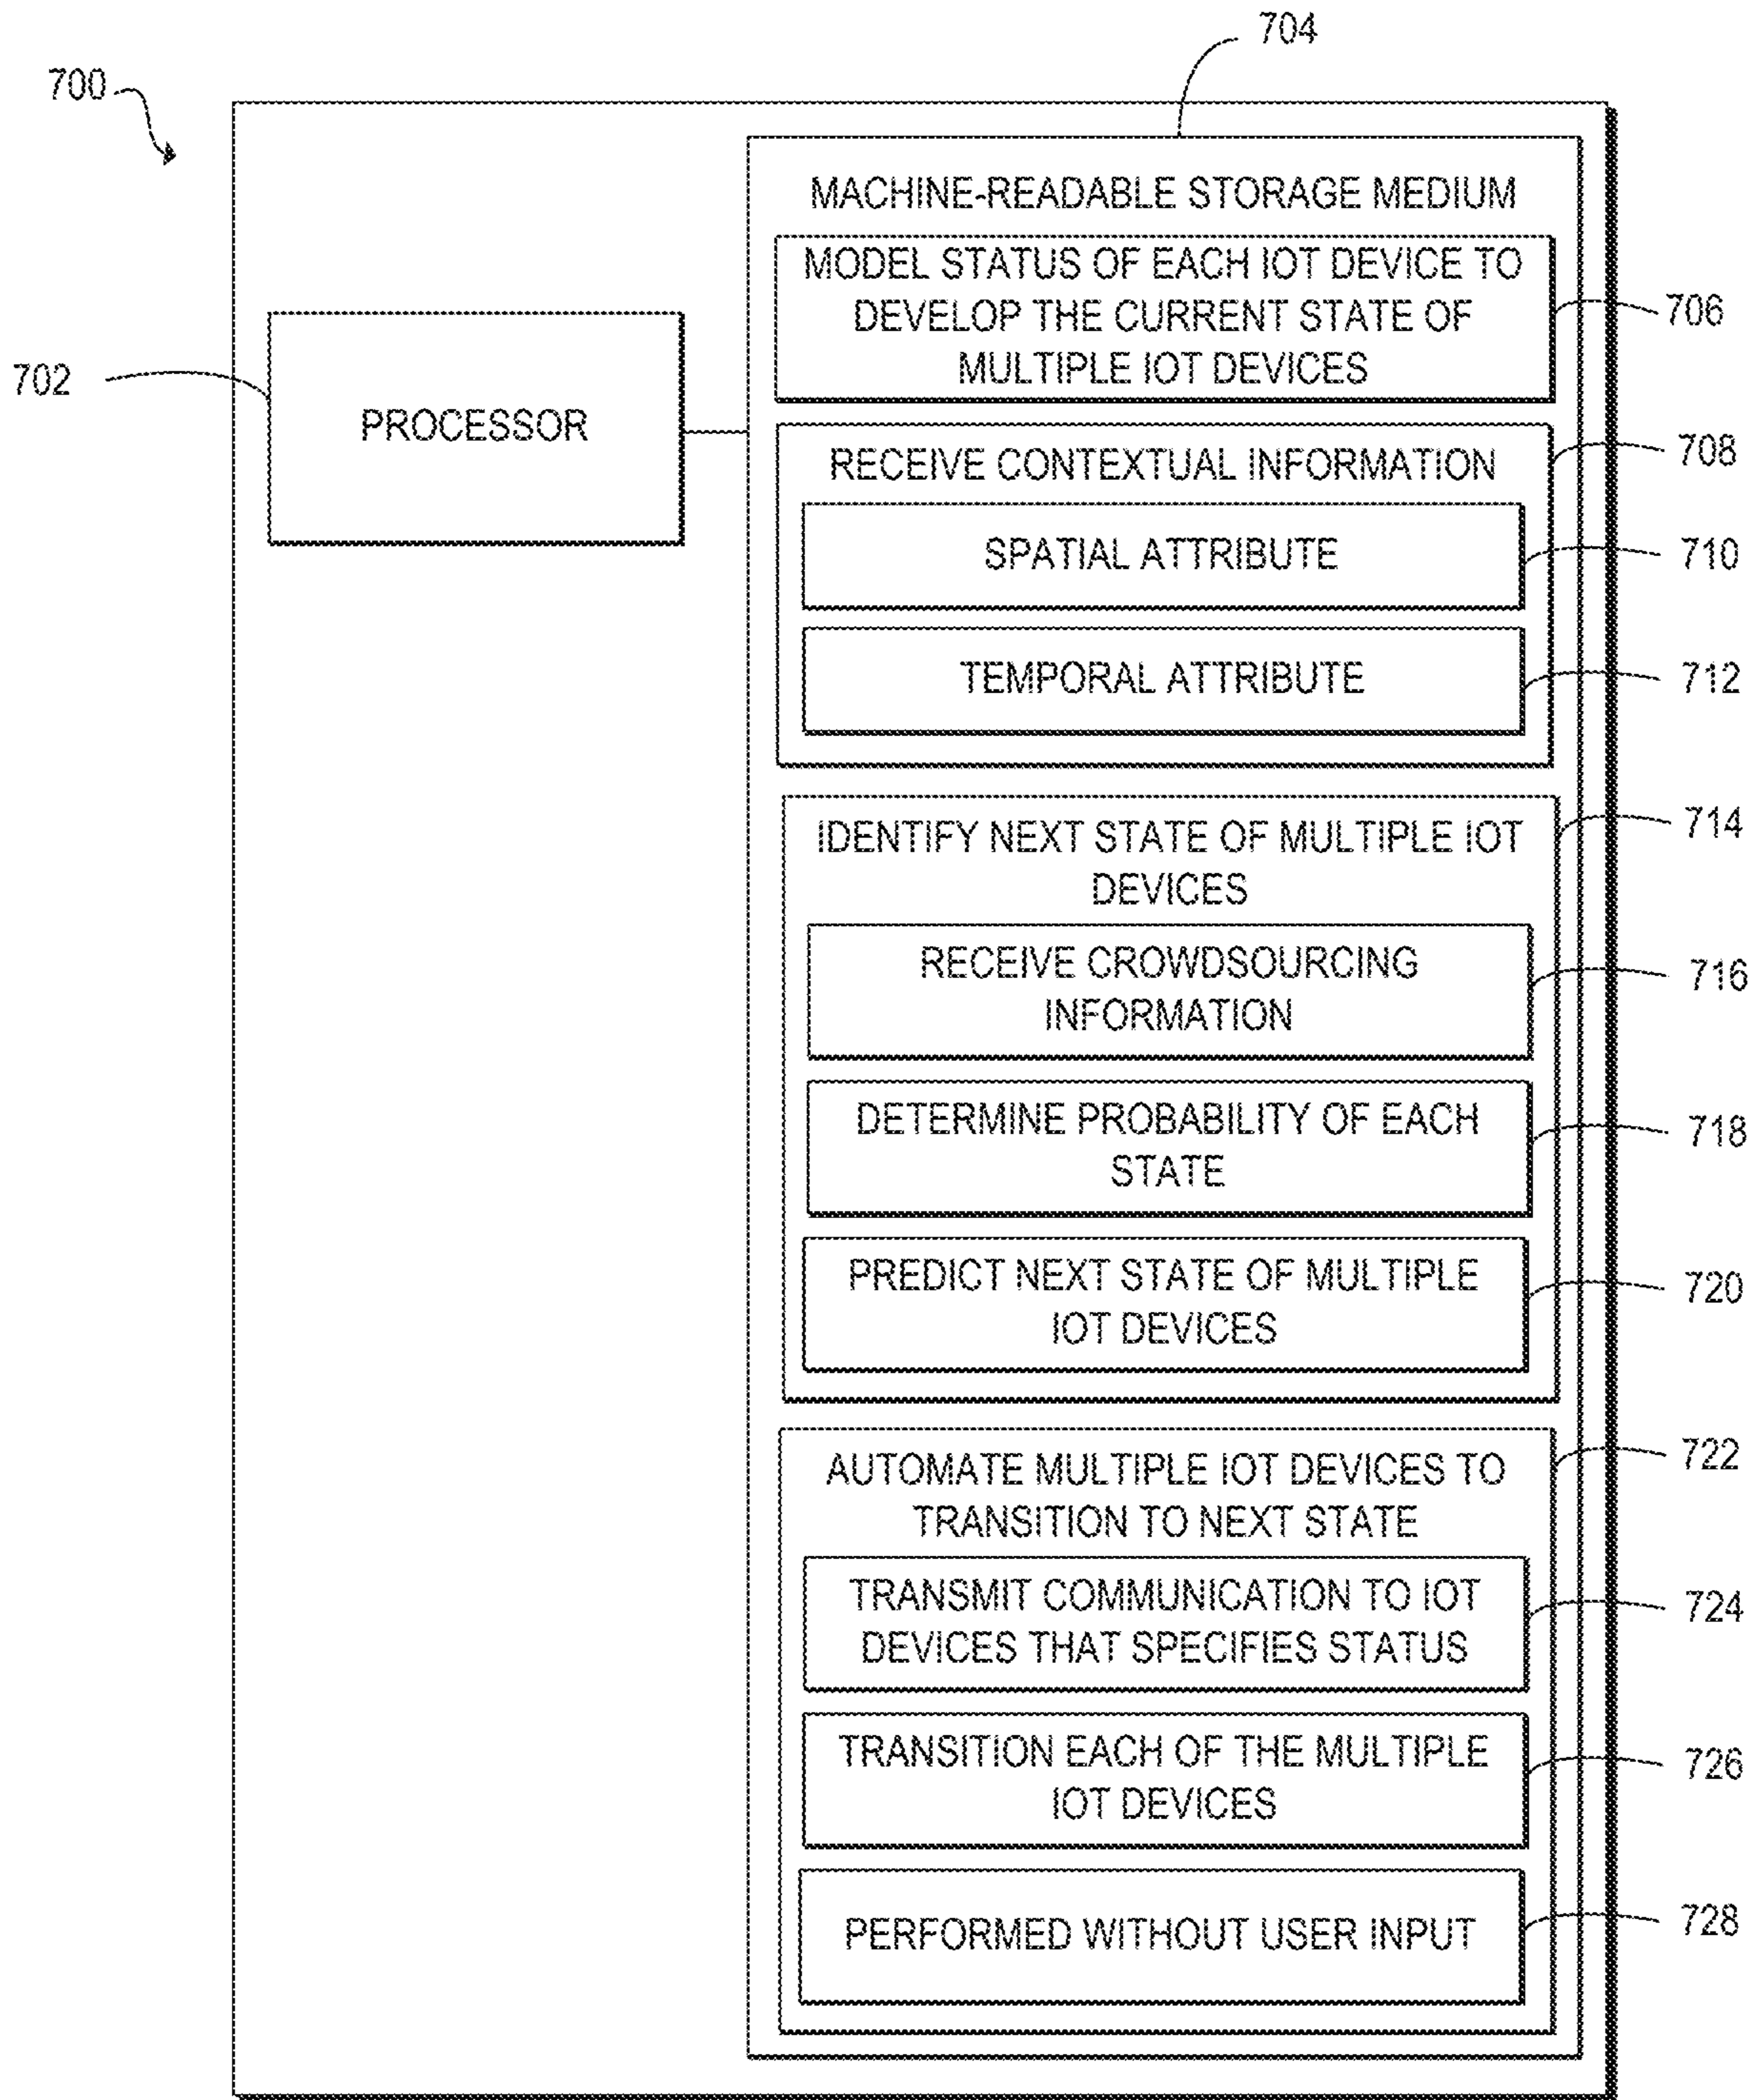 704
700
MACHINE-READABLE STORAGE MEDIUM
MODEL STATUS OF EACH IOT DEVICE TO
DEVELOP THE CURRENT STATE OF
MULTIPLE IOT DEVICES
706
702
PROCESSOR
RECEIVE CONTEXTUAL INFORMATION
708
SPATIAL ATTRIBUTE
710
TEMPORAL ATTRIBUTE
712
IDENTIFY NEXT STATE OF MULTIPLE IOT
DEVICES
714
RECEIVE CROWDSOURCING
INFORMATION
716
DETERMINE PROBABILITY OF EACH
STATE
718
PREDICT NEXT STATE OF MULTIPLE
IOT DEVICES
720
AUTOMATE MULTIPLE IOT DEVICES TO
TRANSITION TO NEXT STATE
722
TRANSMIT COMMUNICATION TO IOT
DEVICES THAT SPECIFIES STATUS
724
TRANSITION EACH OF THE MULTIPLE
IOT DEVICES
726
PERFORMED WITHOUT USER INPUT
728